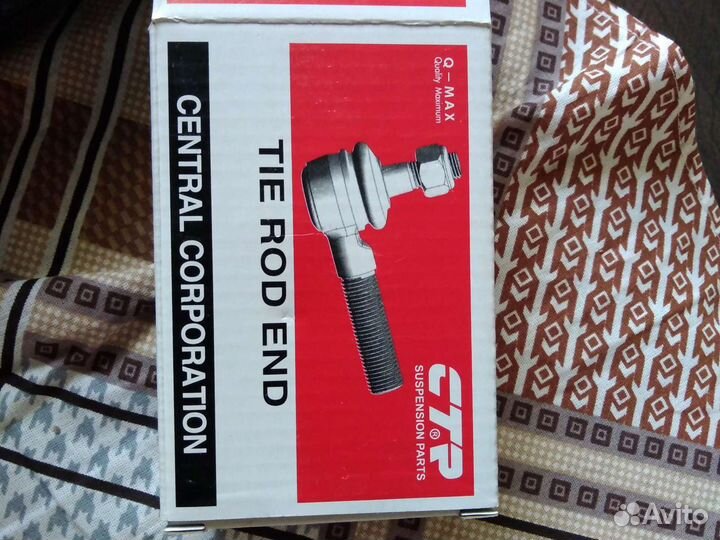 Q-MAX
Quality Maximum
CTR®
SUSPENSION PARTS
TIE ROD END
CENTRAL CORPORATION
Avito